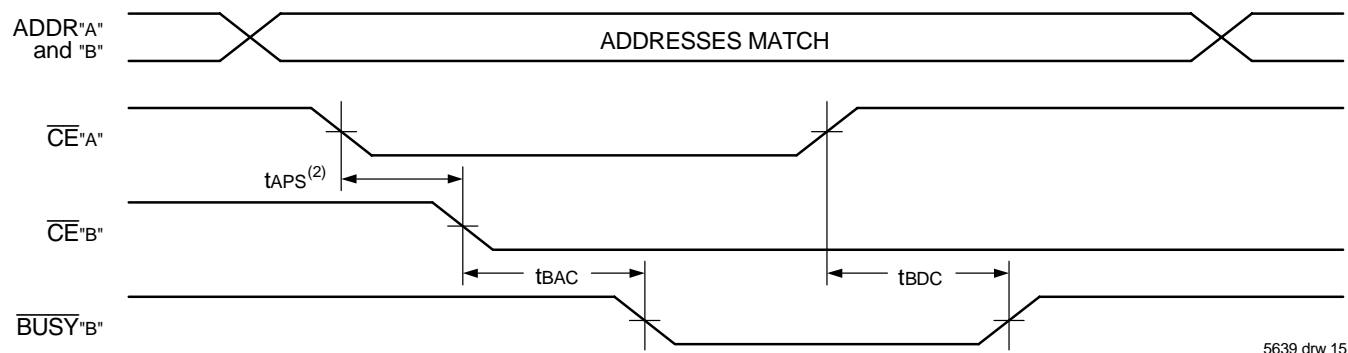 ADDR"A"
and "B"
ADDRESSES MATCH
CE"A"
tAPS(2)
CE"B"
tBAC
tBDC
BUSY"B"
5639 drw 15